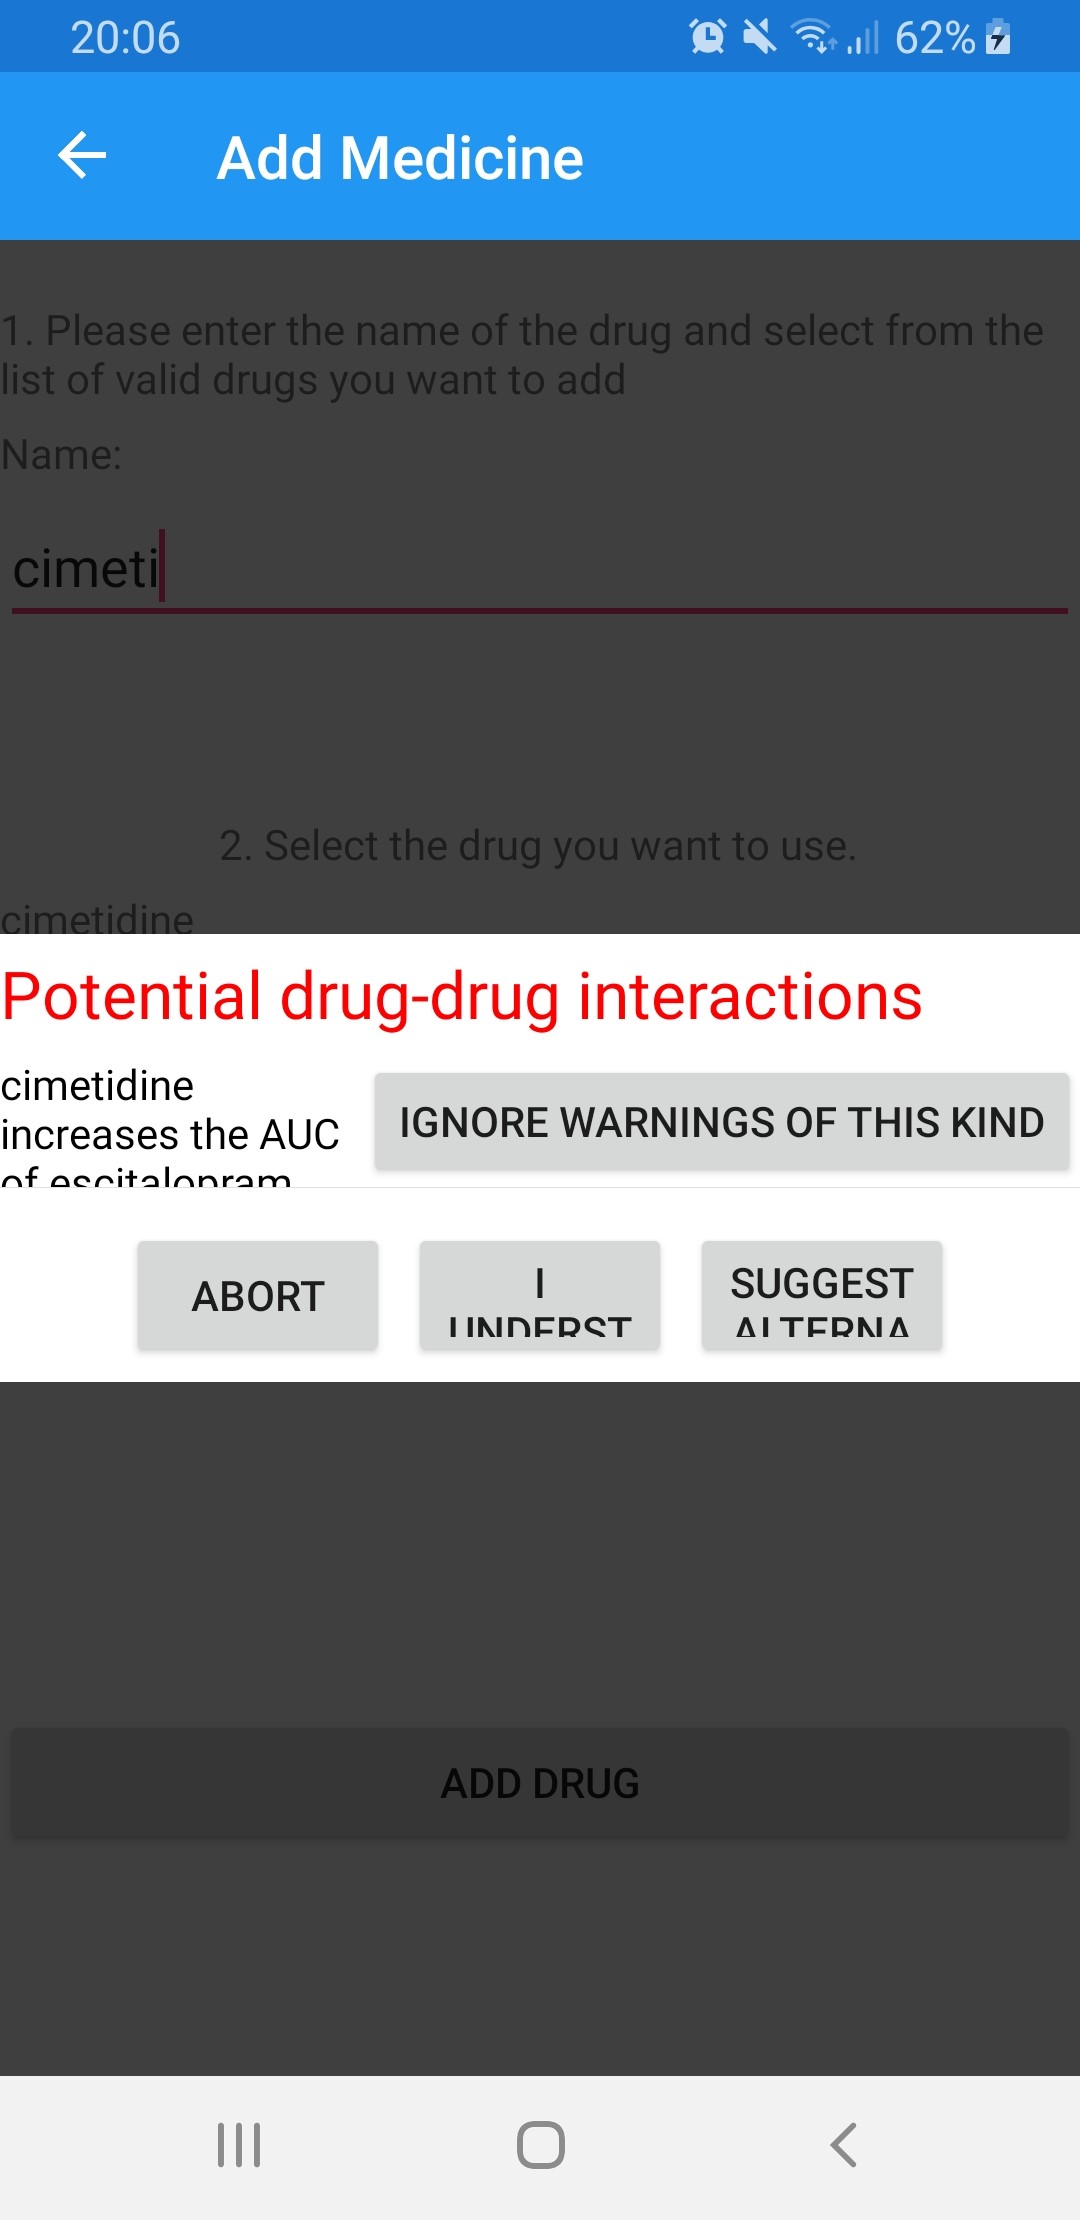 20:06
62%
Add Medicine
1. Please enter the name of the drug and select from the
list of valid drugs you want to add
Name:
cimeti
2. Select the drug you want to use.
cimetidine
Potential drug-drug interactions
cimetidine
increases the AUC
of escitalopram
IGNORE WARNINGS OF THIS KIND
ABORT
I
UNDERST
SUGGEST
ALTERNA
ADD DRUG